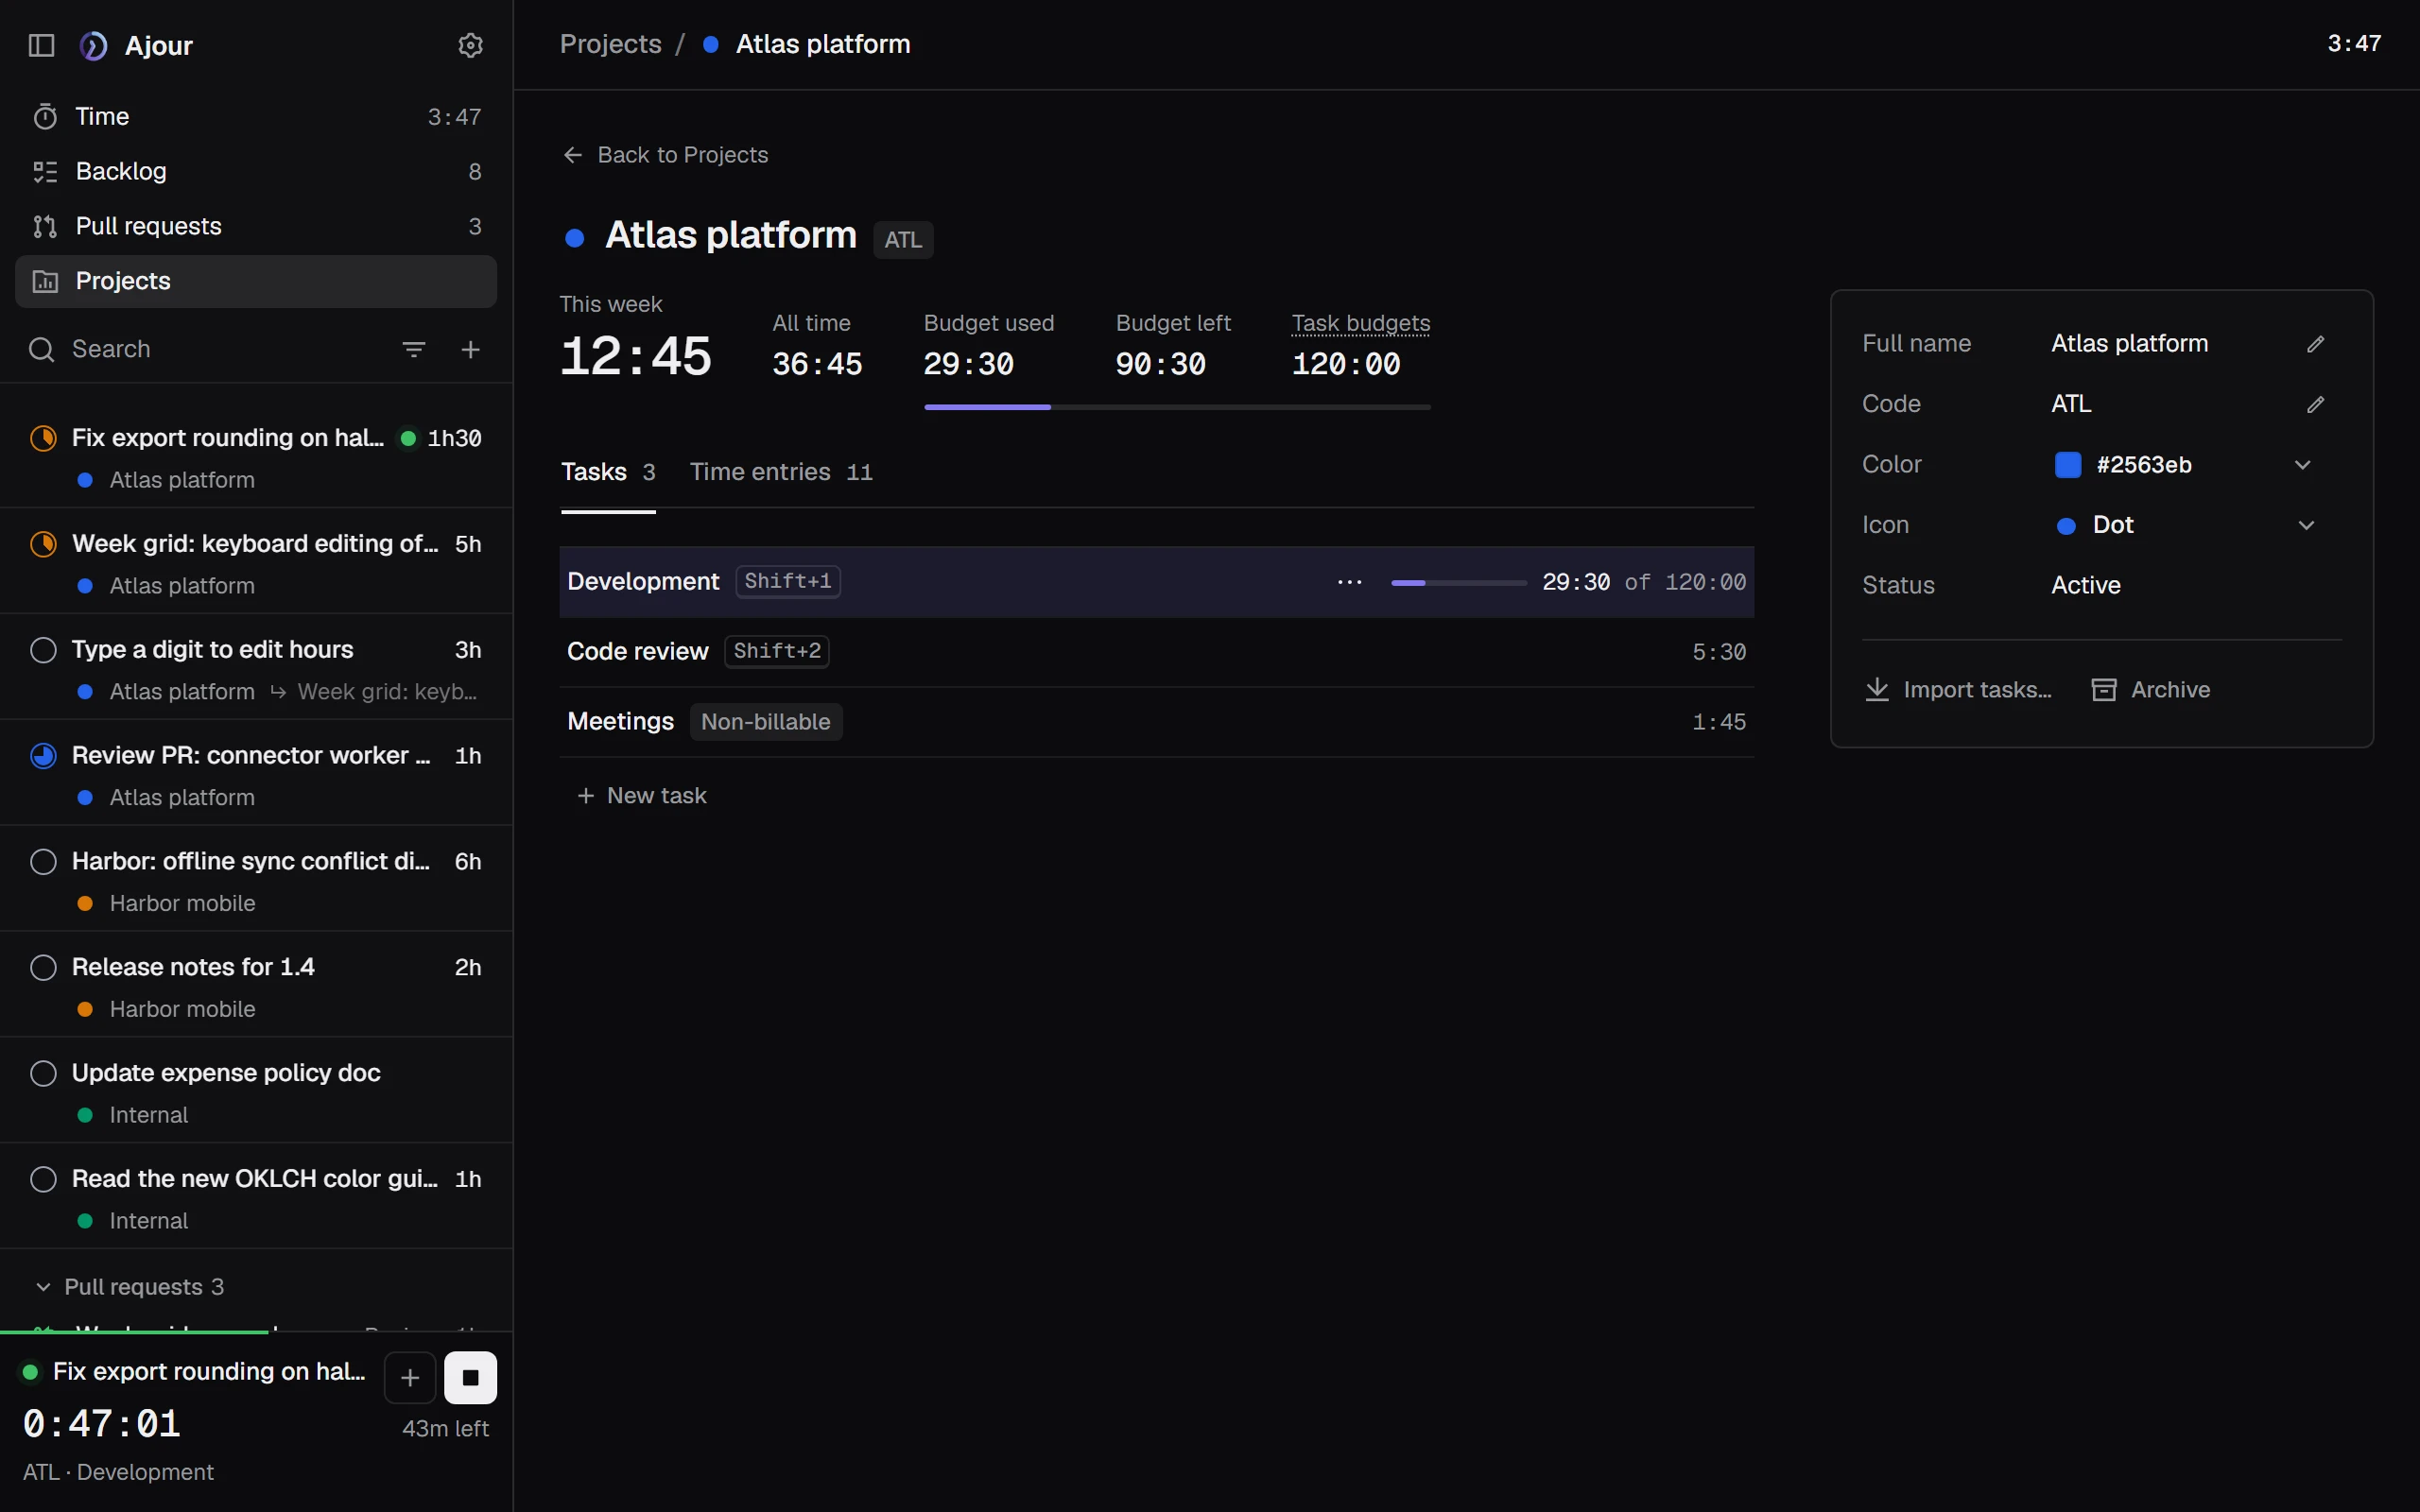 Ajour
Time 3:47
Backlog 8
Pull requests 3
Projects
Search
Fix export rounding on hal... 1h30
Atlas platform
Week grid: keyboard editing of... 5h
Atlas platform
Type a digit to edit hours 3h
Atlas platform ↳ Week grid: keyb...
Review PR: connector worker ... 1h
Atlas platform
Harbor: offline sync conflict di... 6h
Harbor mobile
Release notes for 1.4 2h
Harbor mobile
Update expense policy doc
Internal
Read the new OKLCH color gui... 1h
Internal
Pull requests 3
Fix export rounding on hal...
0:47:01 43m left
ATL · Development
Projects / Atlas platform 3:47
Back to Projects
Atlas platform ATL
This week
12:45
All time
36:45
Budget used
29:30
Budget left
90:30
Task budgets
120:00
Tasks 3 Time entries 11
Development Shift+1 ... 29:30 of 120:00
Code review Shift+2 5:30
Meetings Non-billable 1:45
+ New task
Full name Atlas platform
Code ATL
Color #2563eb
Icon Dot
Status Active
Import tasks... Archive